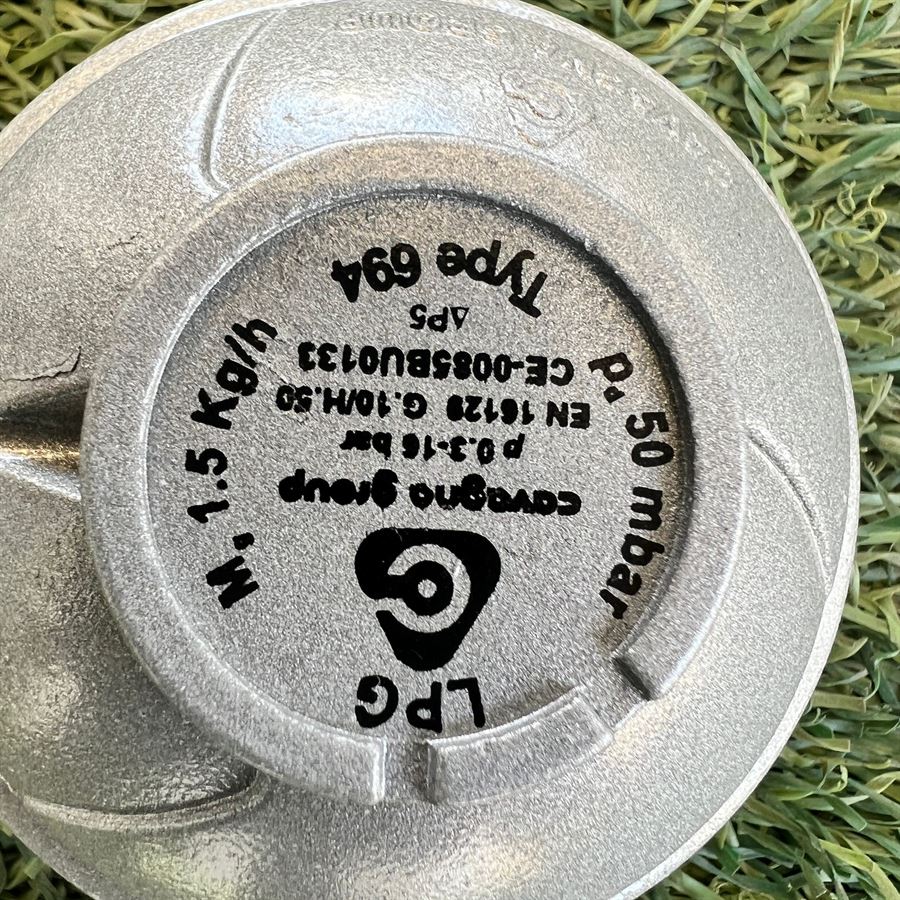 LPG
cavagna group
p 0.3-16 bar
EN 16129 G.10/H.50
CE-0085BU0133
ΔP5
Type 694
M. 1.5 Kg/h
Pd 50 mbar